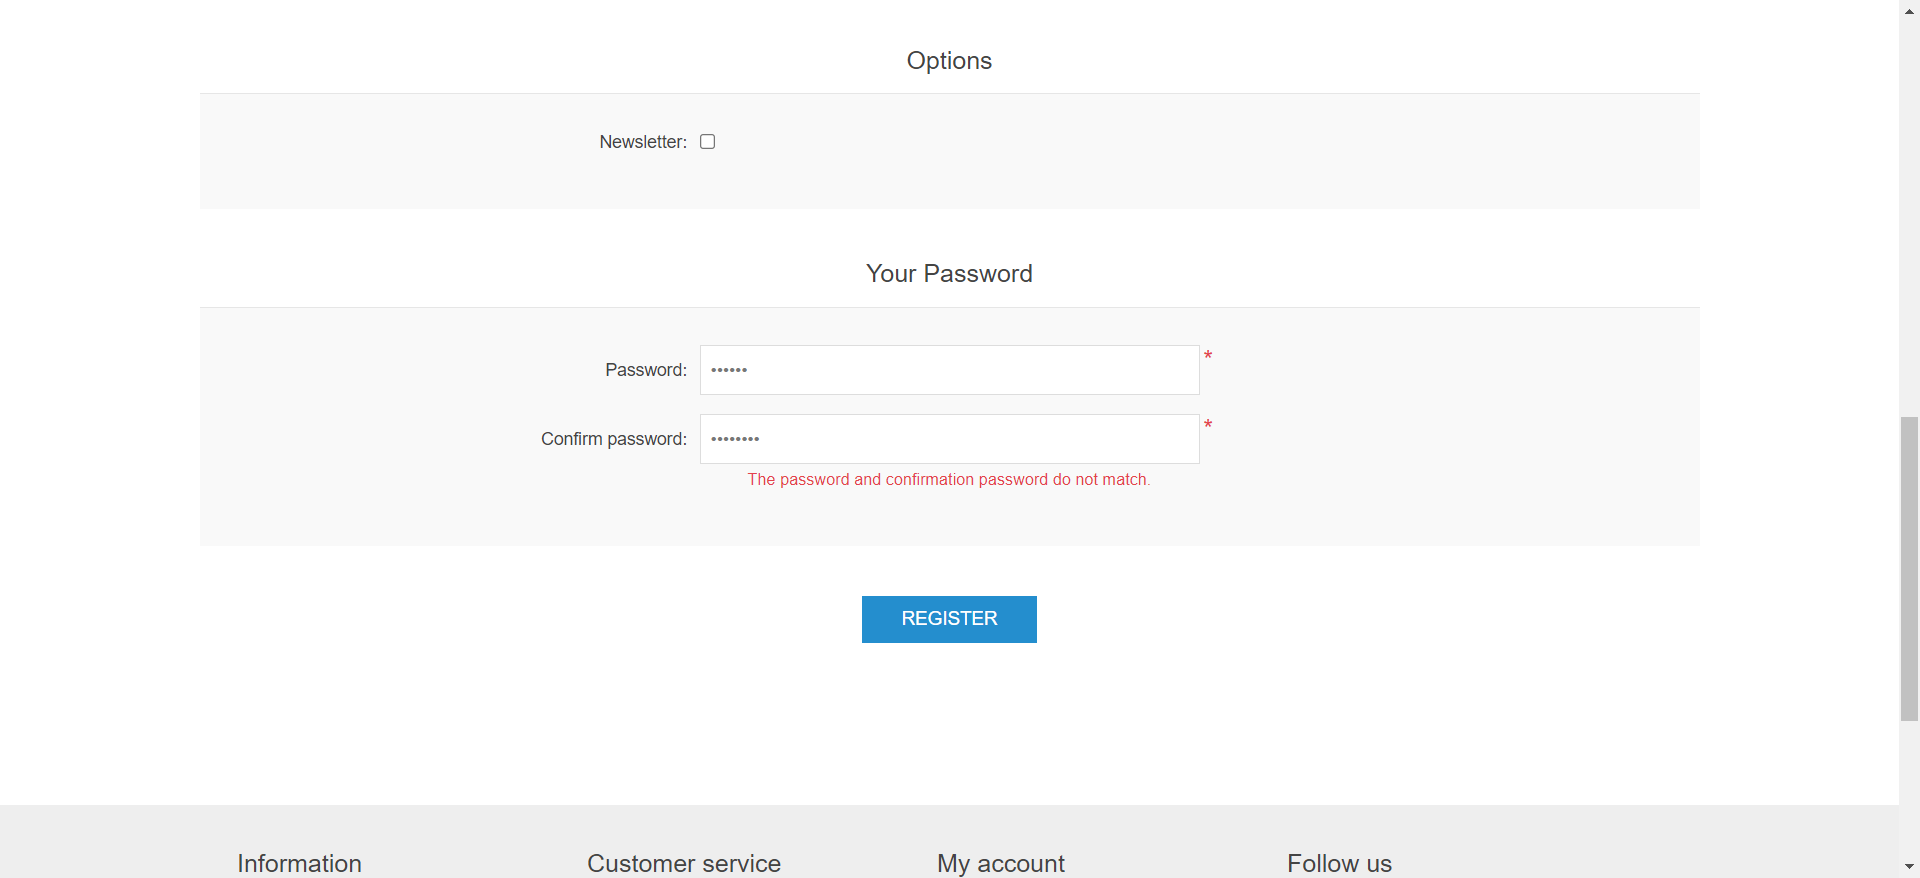 Options
Newsletter:
Your Password
Password: •••••• *
Confirm password: •••••••• *
The password and confirmation password do not match.
REGISTER
Information Customer service My account Follow us